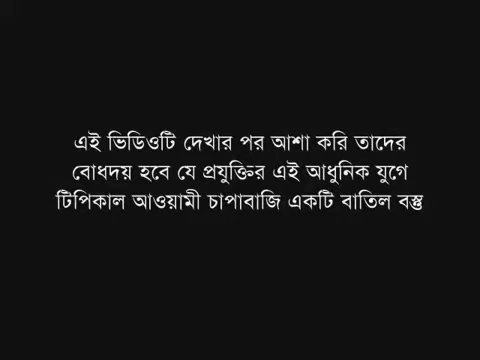 এই ভিডিওটি দেখার পর আশা করি তাদের
বোধদয় হবে যে প্রযুক্তির এই আধুনিক যুগে
টিপিকাল আওয়ামী চাপাবাজি একটি বাতিল বস্তু